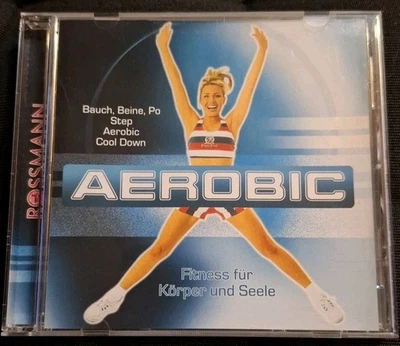 ROSSMANN
Bauch, Beine, Po
Step
Aerobic
Cool Down
AEROBIC
Fitness für
Körper und Seele